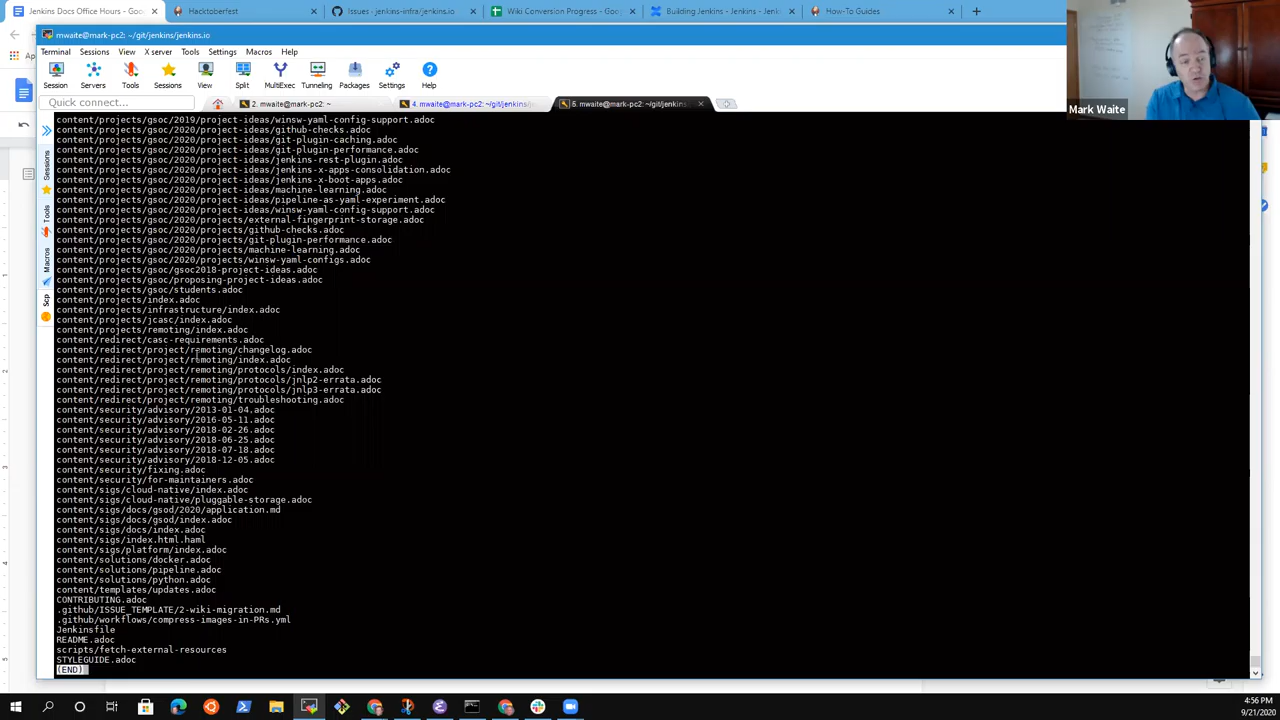 Jenkins Docs Office Hours -
Hacktoberfest
Issues · jenkins-infra/jenkins.io
Wiki Conversion Progress - Google
Building Jenkins - Jenkins - Jenk
How-To Guides
mwaite@mark-pc2: ~/git/jenkins/jenkins.io
Terminal Sessions View X server Tools Settings Macros Help
Session Servers Tools Sessions View Split MultiExec Tunneling Packages Settings Help
Quick connect...
2. mwaite@mark-pc2: ~
4. mwaite@mark-pc2: ~/git/jenkins/je
5. mwaite@mark-pc2: ~/git/jenkins
Mark Waite
Sessions
Tools
Macros
Scp
content/projects/gsoc/2019/project-ideas/winsw-yaml-config-support.adoc
content/projects/gsoc/2020/project-ideas/github-checks.adoc
content/projects/gsoc/2020/project-ideas/git-plugin-caching.adoc
content/projects/gsoc/2020/project-ideas/git-plugin-performance.adoc
content/projects/gsoc/2020/project-ideas/jenkins-rest-plugin.adoc
content/projects/gsoc/2020/project-ideas/jenkins-x-apps-consolidation.adoc
content/projects/gsoc/2020/project-ideas/jenkins-x-boot-apps.adoc
content/projects/gsoc/2020/project-ideas/machine-learning.adoc
content/projects/gsoc/2020/project-ideas/pipeline-as-yaml-experiment.adoc
content/projects/gsoc/2020/project-ideas/winsw-yaml-config-support.adoc
content/projects/gsoc/2020/projects/external-fingerprint-storage.adoc
content/projects/gsoc/2020/projects/github-checks.adoc
content/projects/gsoc/2020/projects/git-plugin-performance.adoc
content/projects/gsoc/2020/projects/machine-learning.adoc
content/projects/gsoc/2020/projects/winsw-yaml-configs.adoc
content/projects/gsoc/gsoc2018-project-ideas.adoc
content/projects/gsoc/proposing-project-ideas.adoc
content/projects/gsoc/students.adoc
content/projects/index.adoc
content/projects/infrastructure/index.adoc
content/projects/jcasc/index.adoc
content/projects/remoting/index.adoc
content/redirect/casc-requirements.adoc
content/redirect/project/remoting/changelog.adoc
content/redirect/project/remoting/index.adoc
content/redirect/project/remoting/protocols/index.adoc
content/redirect/project/remoting/protocols/jnlp2-errata.adoc
content/redirect/project/remoting/protocols/jnlp3-errata.adoc
content/redirect/project/remoting/troubleshooting.adoc
content/security/advisory/2013-01-04.adoc
content/security/advisory/2016-05-11.adoc
content/security/advisory/2018-02-26.adoc
content/security/advisory/2018-06-25.adoc
content/security/advisory/2018-07-18.adoc
content/security/advisory/2018-12-05.adoc
content/security/fixing.adoc
content/security/for-maintainers.adoc
content/sigs/cloud-native/index.adoc
content/sigs/cloud-native/pluggable-storage.adoc
content/sigs/docs/gsod/2020/application.md
content/sigs/docs/gsod/index.adoc
content/sigs/docs/index.adoc
content/sigs/index.html.haml
content/sigs/platform/index.adoc
content/solutions/docker.adoc
content/solutions/pipeline.adoc
content/solutions/python.adoc
content/templates/updates.adoc
CONTRIBUTING.adoc
.github/ISSUE_TEMPLATE/2-wiki-migration.md
.github/workflows/compress-images-in-PRs.yml
Jenkinsfile
README.adoc
scripts/fetch-external-resources
STYLEGUIDE.adoc
(END)
4:56 PM
9/21/2020